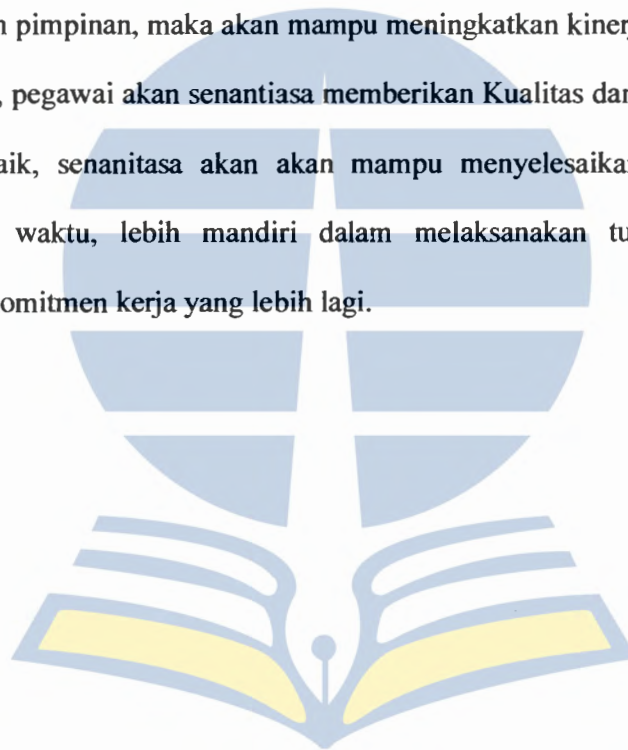 pimpinan, maka akan mampu meningkatkan kiner
, pegawai akan senantiasa memberikan Kualitas dan
aik, senanitasa akan akan mampu menyelesaikan
waktu, lebih mandiri dalam melaksanakan tu
omitmen kerja yang lebih lagi.